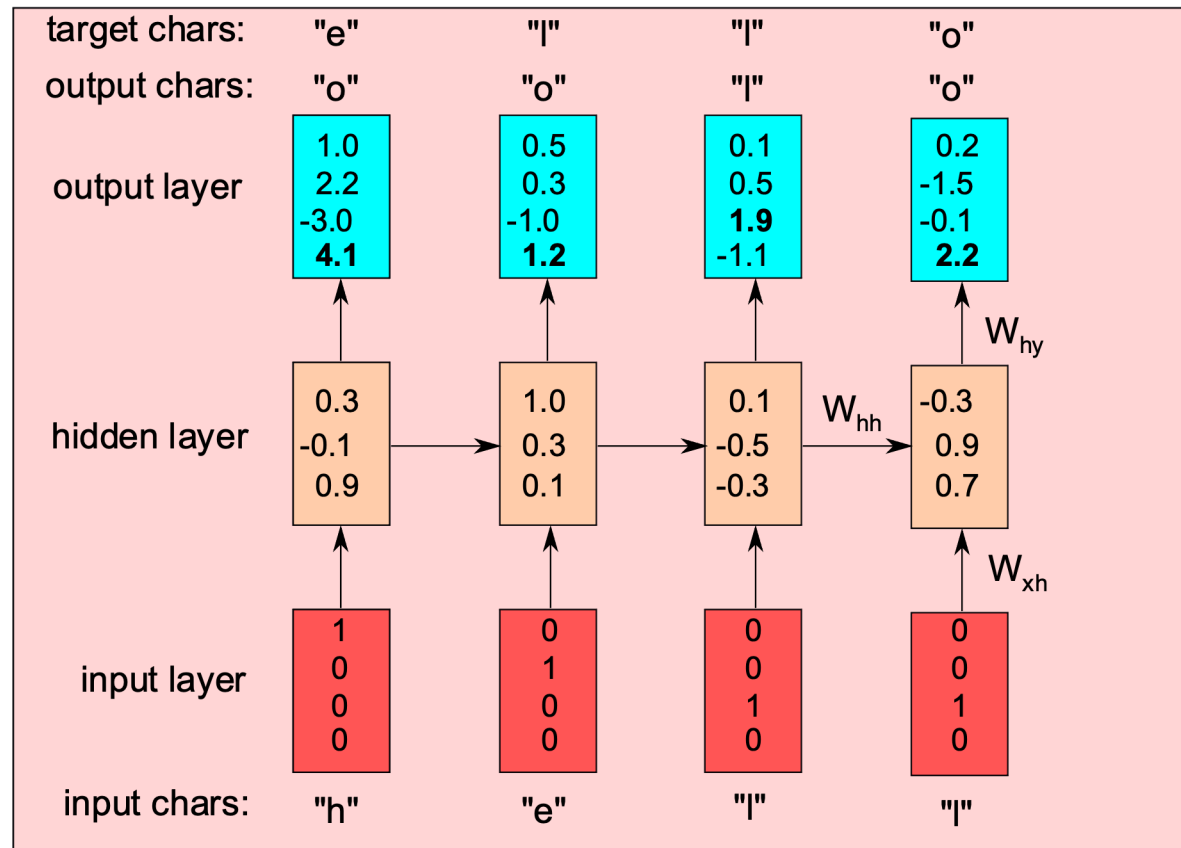 target chars: "e" "l" "l" "o"
output chars: "o" "o" "l" "o"
1.0 0.5 0.1 0.2
output layer 2.2 0.3 0.5 -1.5
-3.0 -1.0 1.9 -0.1
4.1 1.2 -1.1 2.2
W_hy
0.3 1.0 0.1 -0.3
W_hh
hidden layer -0.1 0.3 -0.5 0.9
0.9 0.1 -0.3 0.7
W_xh
1 0 0 0
0 1 0 0
input layer
0 0 1 1
0 0 0 0
input chars: "h" "e" "l" "l"